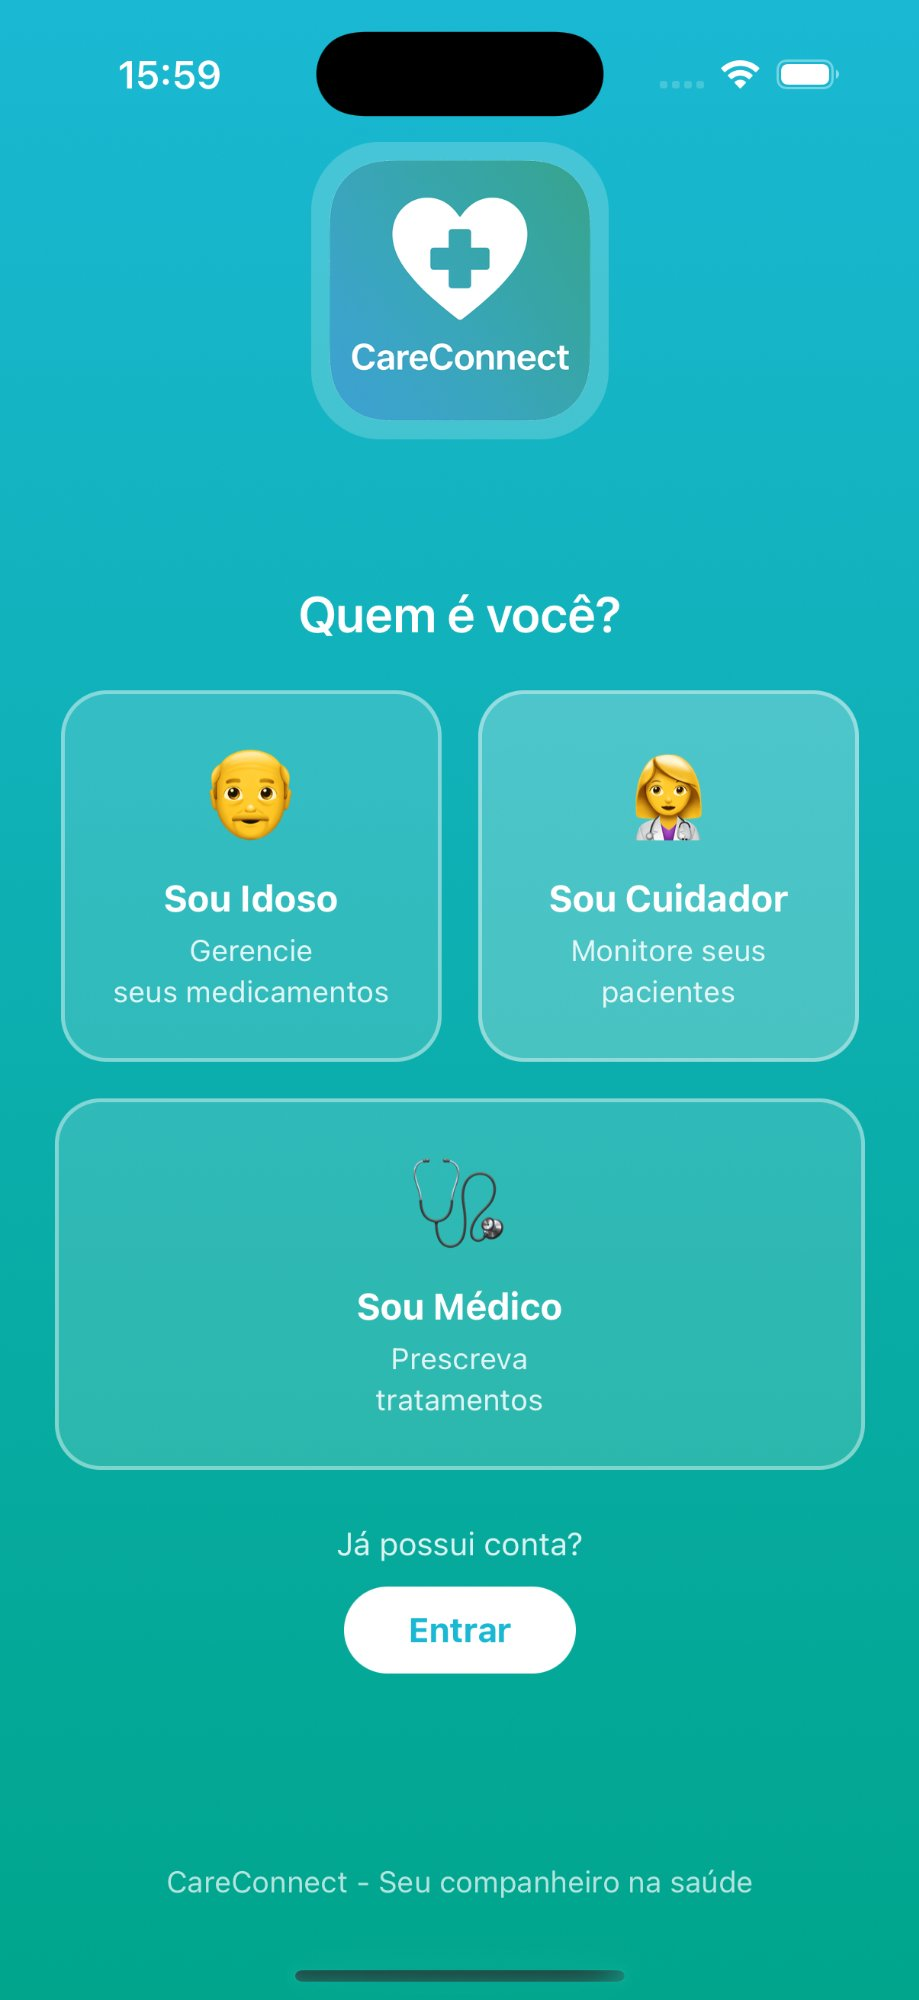 15:59
CareConnect
Quem é você?
Sou Idoso
Gerencie
seus medicamentos
Sou Cuidador
Monitore seus
pacientes
Sou Médico
Prescreva
tratamentos
Já possui conta?
Entrar
CareConnect - Seu companheiro na saúde